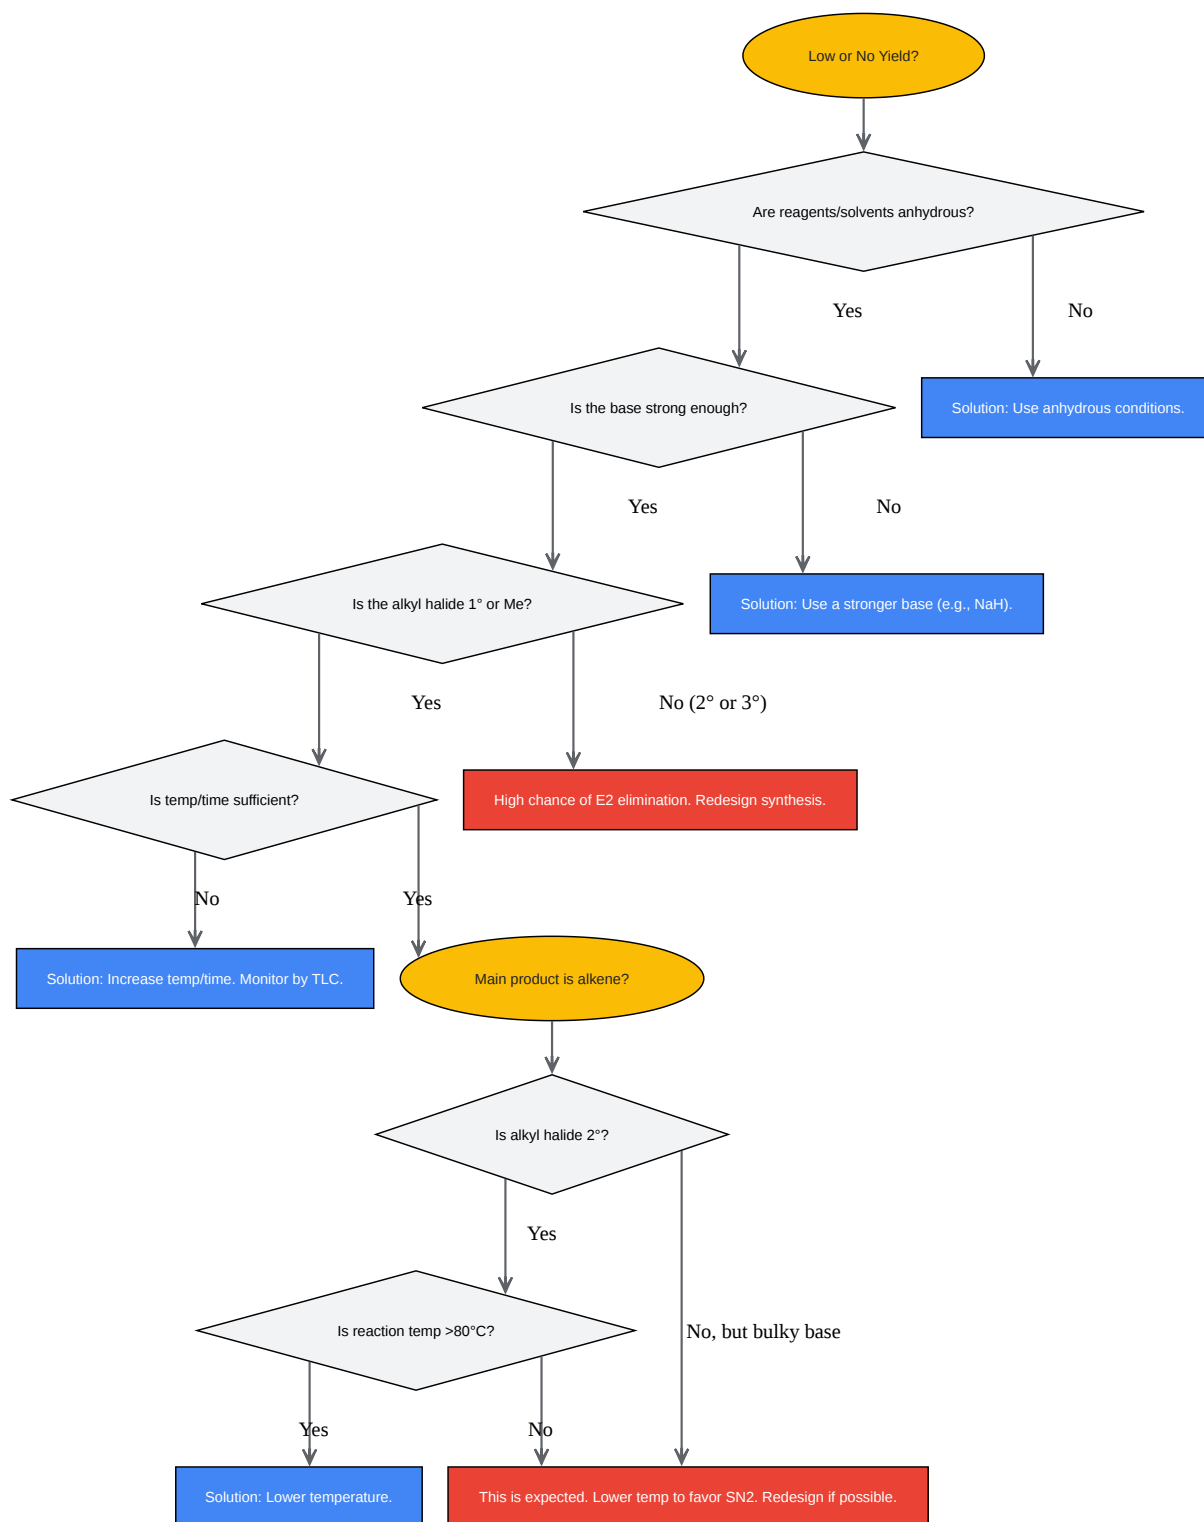 Low or No Yield?
Are reagents/solvents anhydrous?
Yes
No
Is the base strong enough?
Solution: Use anhydrous conditions.
Yes
No
Is the alkyl halide 1° or Me?
Solution: Use a stronger base (e.g., NaH).
Yes
No (2° or 3°)
Is temp/time sufficient?
High chance of E2 elimination. Redesign synthesis.
No
Yes
Solution: Increase temp/time. Monitor by TLC.
Main product is alkene?
Is alkyl halide 2°?
Yes
Is reaction temp >80°C?
No, but bulky base
Yes
No
Solution: Lower temperature.
This is expected. Lower temp to favor SN2. Redesign if possible.